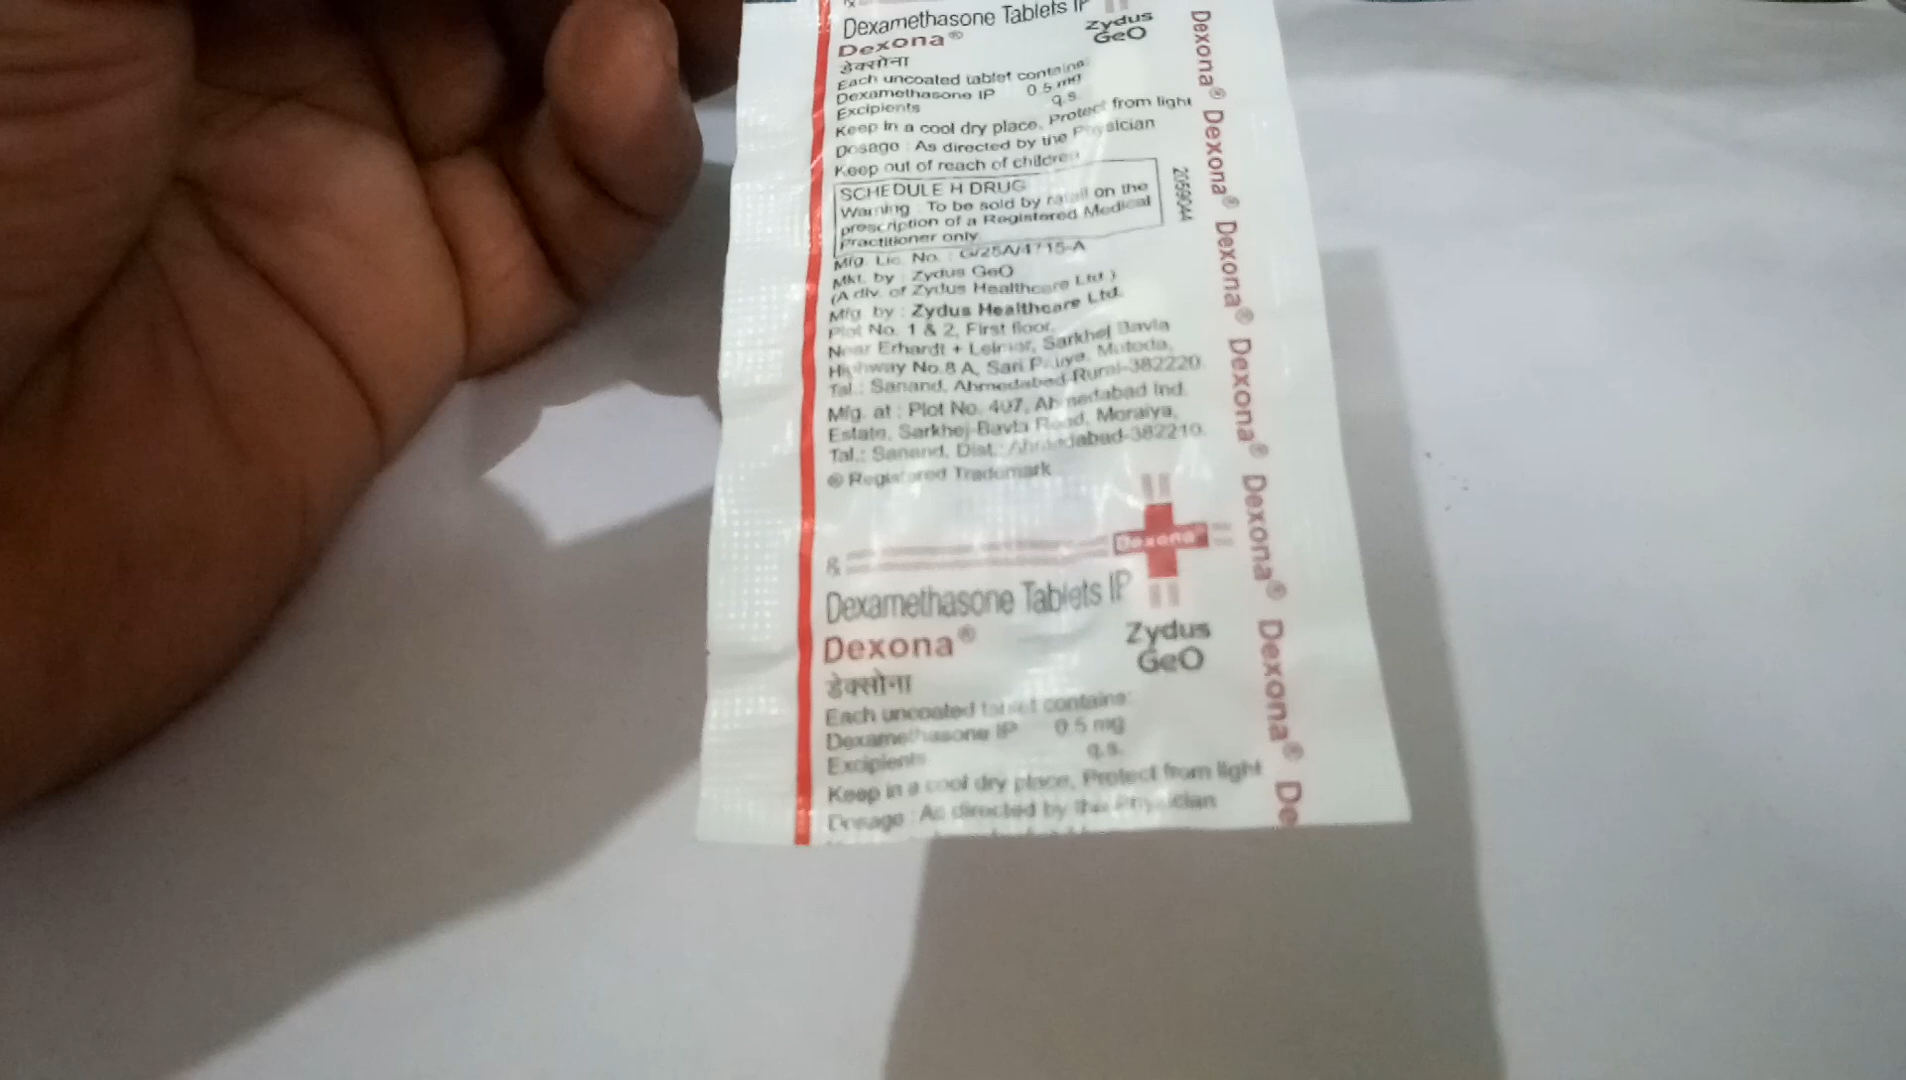 Dexamethasone Tablets IP
Dexona®
डेक्सोना
Zydus
GeO
Each uncoated tablet contains
Dexamethasone IP 0.5 mg
Excipients q.s.
Keep in a cool dry place, Protect from light
Dosage : As directed by the Physician
Keep out of reach of children
SCHEDULE H DRUG
Warning : To be sold by retail on the
prescription of a Registered Medical
Practitioner only
Mfg. Lic. No. :
Mkt. by : Zydus GeO
(A div. of Zydus Healthcare Ltd.)
Mfg. by : Zydus Healthcare Ltd.
Plot No. 1 & 2, First floor,
Near Erhardt + Leimer, Sarkhej Bavla
Highway No.8 A, Sari Matoda,
Tal.: Sanand, Ahmedabad-Rural-382220
Mfg. at : Plot No. 407, Ahmedabad Ind.
Estate, Sarkhej-Bavla Road, Moraiya,
Tal.: Sanand, Dist.: Ahmedabad-382210.
® Registered Trademark
2059044
Dexona® Dexona® Dexona® Dexona® Dexona® Dexona® De
Dexona®
℞
Dexamethasone Tablets IP
Dexona®
डेक्सोना
Zydus
GeO
Each uncoated tablet contains:
Dexamethasone IP 0.5 mg
Excipients q.s.
Keep in a cool dry place, Protect from light
Dosage : As directed by the Physician